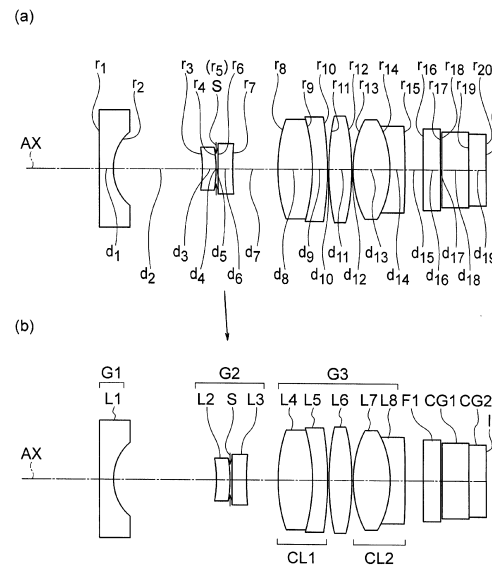 (a)
r1 r2 r3 r4 (r5) S r6 r7 r8 r9 r10 r11 r12 r13 r14 r15 r16 r17 r18 r19 r20
AX
d1 d2 d3 d4 d5 d6 d7 d8 d9 d10 d11 d12 d13 d14 d15 d16 d17 d18 d19
(b)
G1 G2 G3
L1 L2 S L3 L4 L5 L6 L7 L8 F1 CG1 CG2
I
AX
CL1 CL2